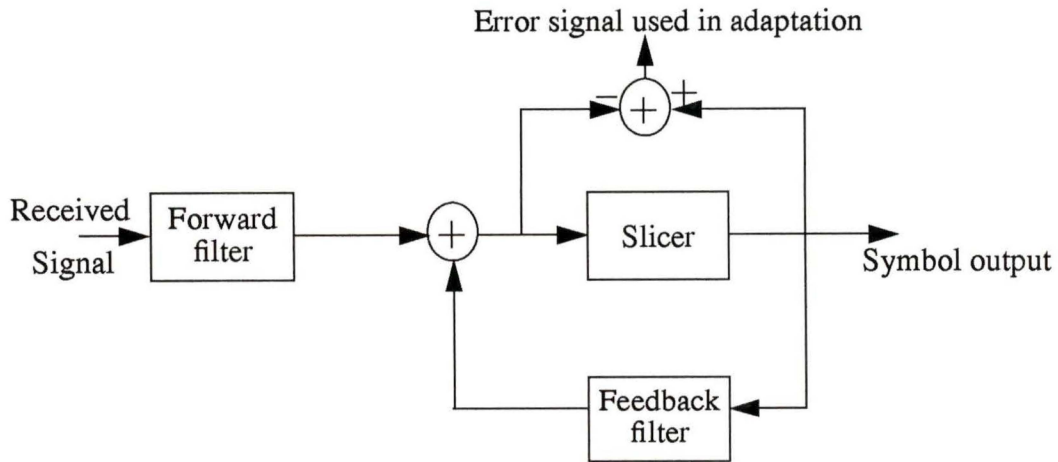 Error signal used in adaptation
− +
+
Received
Signal
Forward
filter
+
Slicer
Symbol output
Feedback
filter